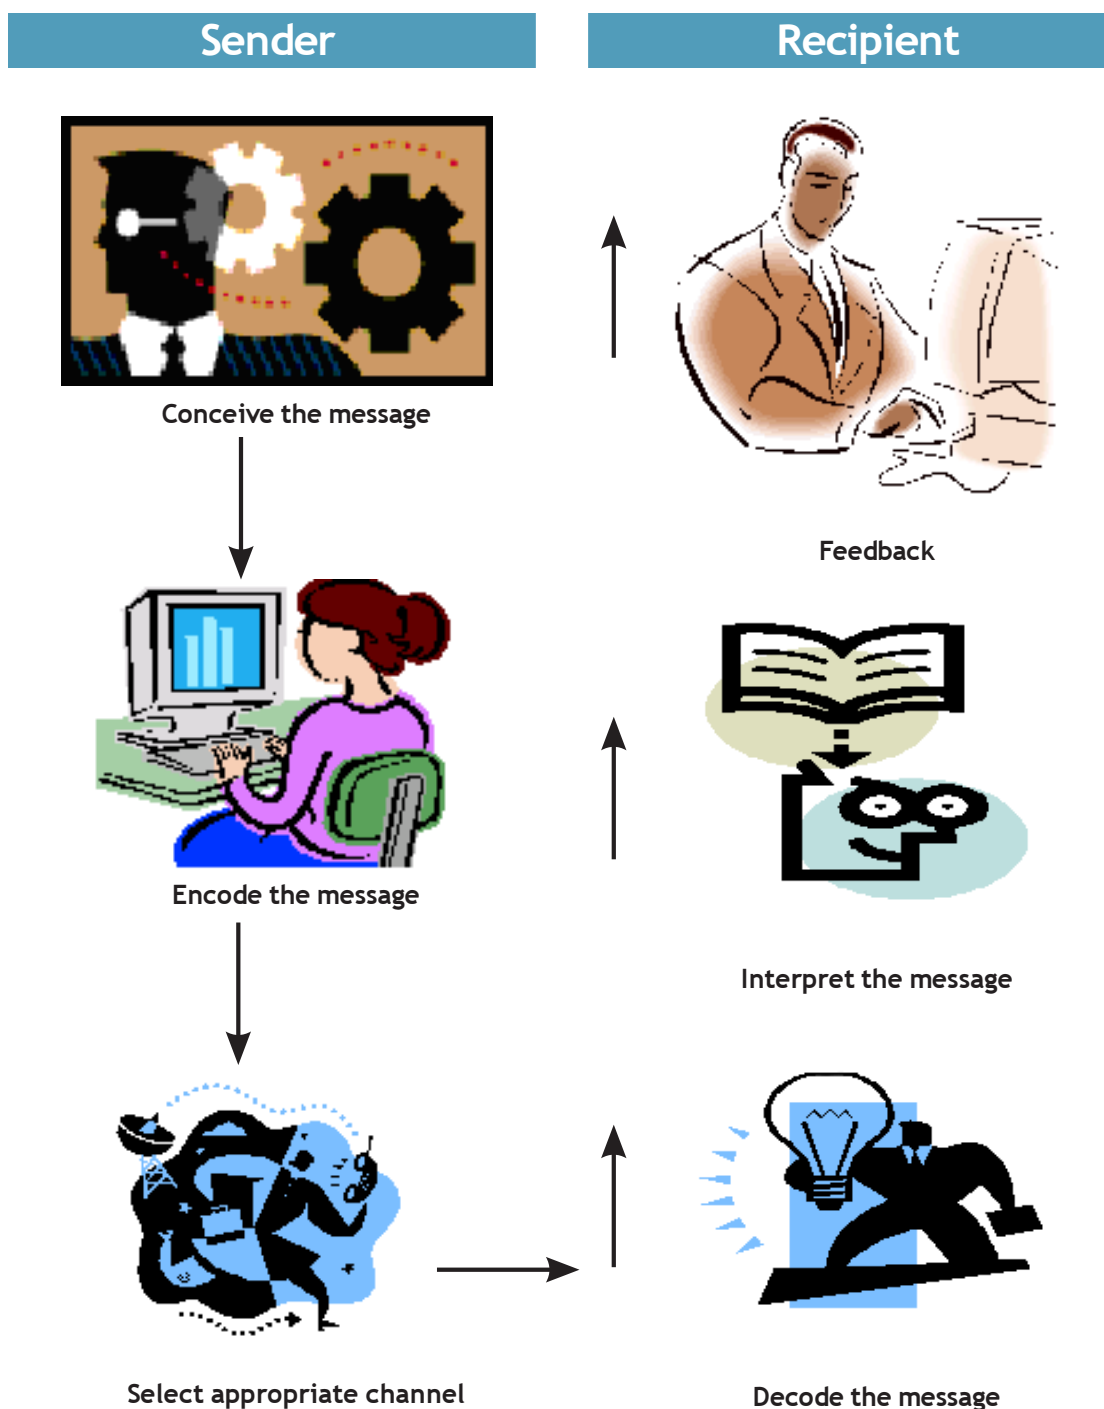 Sender
Recipient
Conceive the message
Feedback
Encode the message
Interpret the message
Select appropriate channel
Decode the message